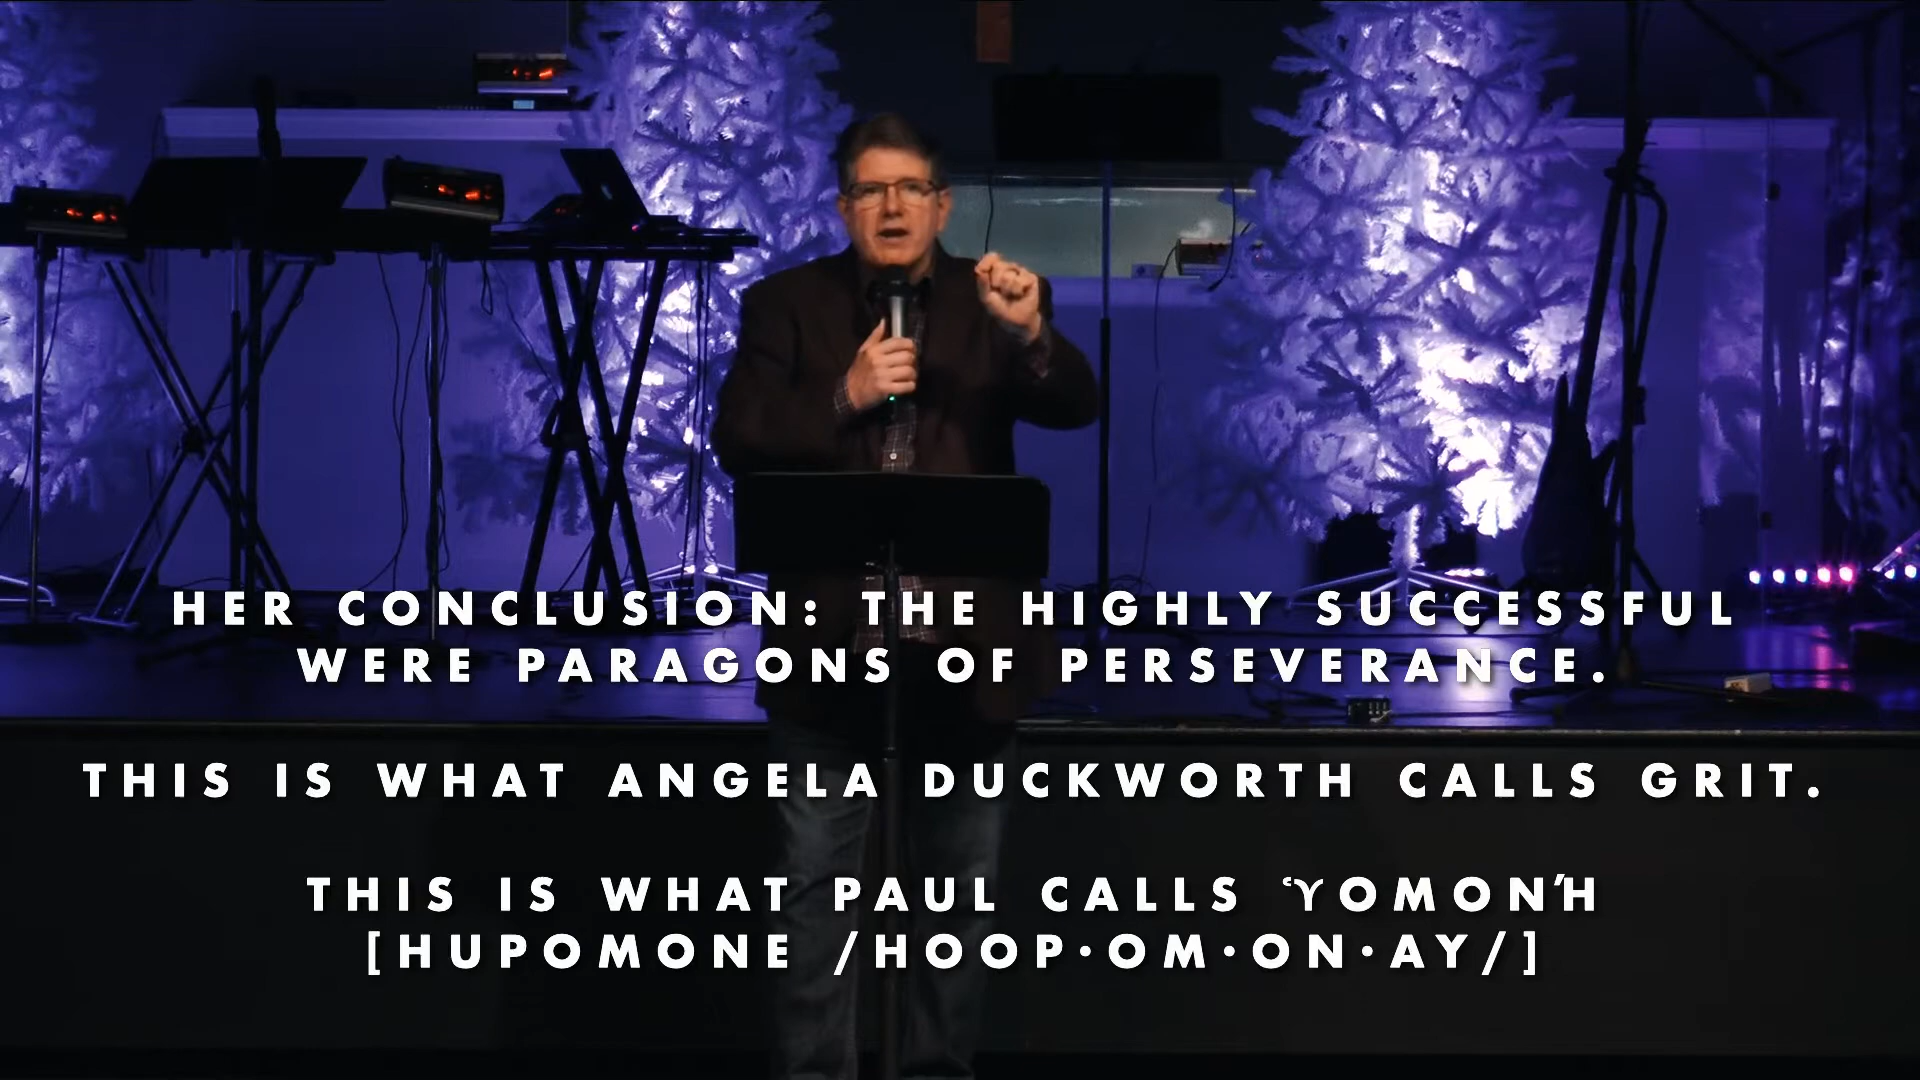 HER CONCLUSION: THE HIGHLY SUCCESSFUL
WERE PARAGONS OF PERSEVERANCE.
THIS IS WHAT ANGELA DUCKWORTH CALLS GRIT.
THIS IS WHAT PAUL CALLS ῾ΥΟΜΟΝΉ
[HUPOMONE /HOOP·OM·ON·AY/]